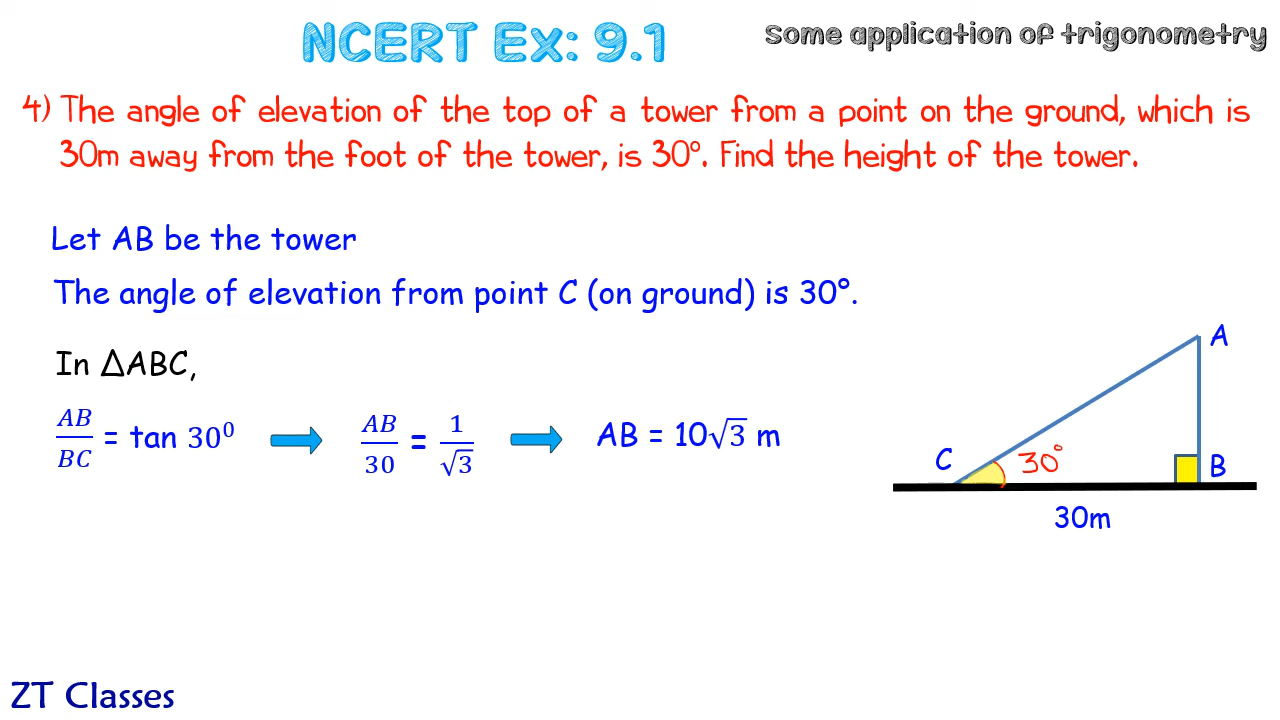 NCERT Ex: 9.1
Some application of trigonometry
4) The angle of elevation of the top of a tower from a point on the ground, which is
30m away from the foot of the tower, is 30°. Find the height of the tower.
Let AB be the tower
The angle of elevation from point C (on ground) is 30°.
In ∆ABC,
AB/BC = tan 30⁰ AB/30 = 1/√3 AB = 10√3 m
A
C 30° B
30m
ZT Classes